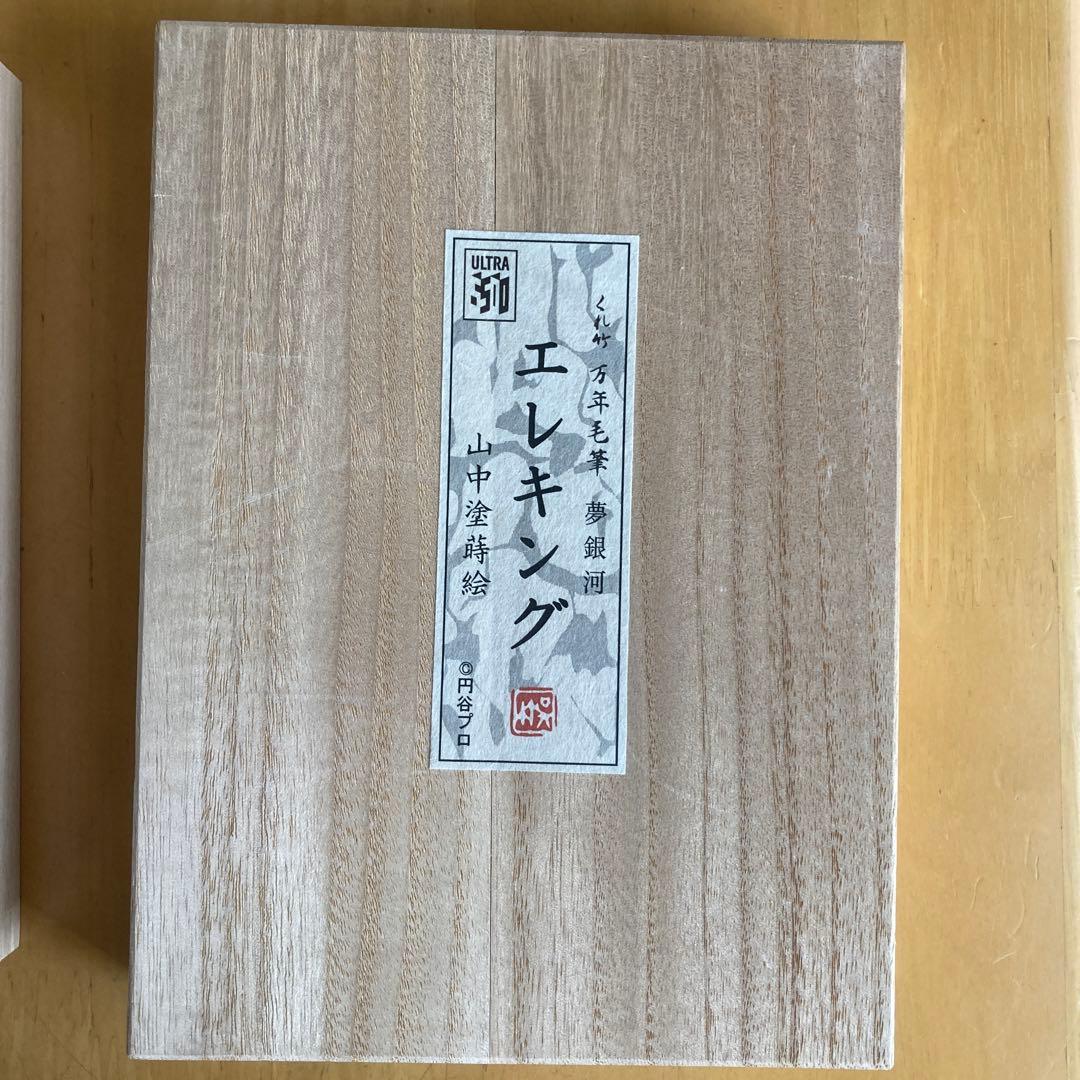 ULTRA
くれ竹 万年毛筆 夢銀河
エレキング
山中塗蒔絵
©円谷プロ